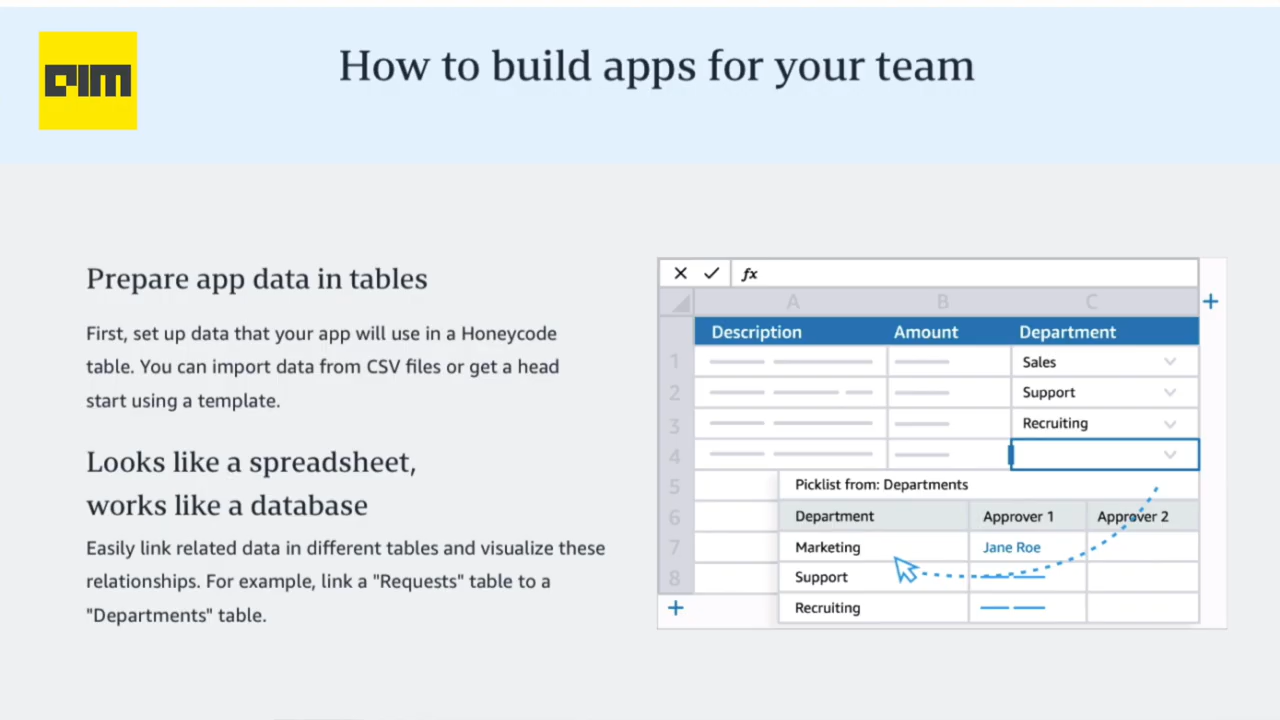 AIM
How to build apps for your team
Prepare app data in tables
First, set up data that your app will use in a Honeycode
table. You can import data from CSV files or get a head
start using a template.
Looks like a spreadsheet,
works like a database
Easily link related data in different tables and visualize these
relationships. For example, link a "Requests" table to a
"Departments" table.
fx
A B C
Description Amount Department
1 Sales
2 Support
3 Recruiting
4
5 Picklist from: Departments
6 Department Approver 1 Approver 2
7 Marketing Jane Roe
8 Support
Recruiting